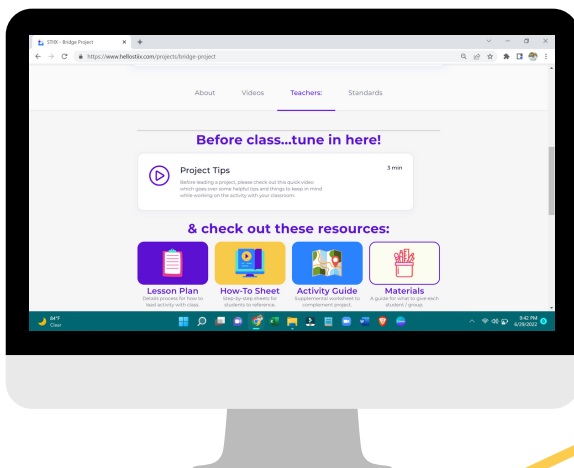 STIIX - Bridge Project
https://www.hellostiix.com/projects/bridge-project
About Videos Teachers: Standards
Before class...tune in here!
Project Tips
3 min
Before leading a project, please check out this quick video
which goes over some helpful tips and things to keep in mind
while working on the activity with your classroom.
& check out these resources:
Lesson Plan
Details process for how to
lead activity with class.
How-To Sheet
Step-by-step sheets for
students to reference.
Activity Guide
Supplemental worksheet to
complement project.
Materials
A guide for what to give each
student / group.
84°F
Clear
9:42 PM
6/29/2022